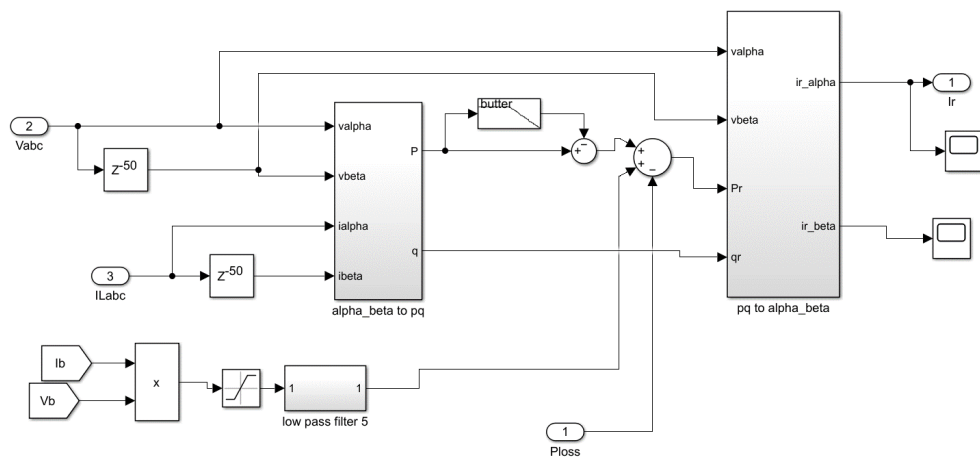 valpha
ir_alpha
1
Ir
butter
2
Vabc
valpha
vbeta
P
Z-50
vbeta
Pr
ialpha
ir_beta
q
qr
3
ILabc
Z-50
ibeta
alpha_beta to pq
pq to alpha_beta
Ib
x
Vb
1 1
low pass filter 5
1
Ploss